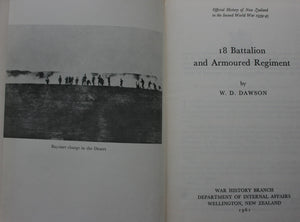 Bayonet charge in the Desert
Official History of New Zealand
in the Second World War 1939-45
18 Battalion
and Armoured Regiment
by
W. D. DAWSON
WAR HISTORY BRANCH
DEPARTMENT OF INTERNAL AFFAIRS
WELLINGTON, NEW ZEALAND
1961